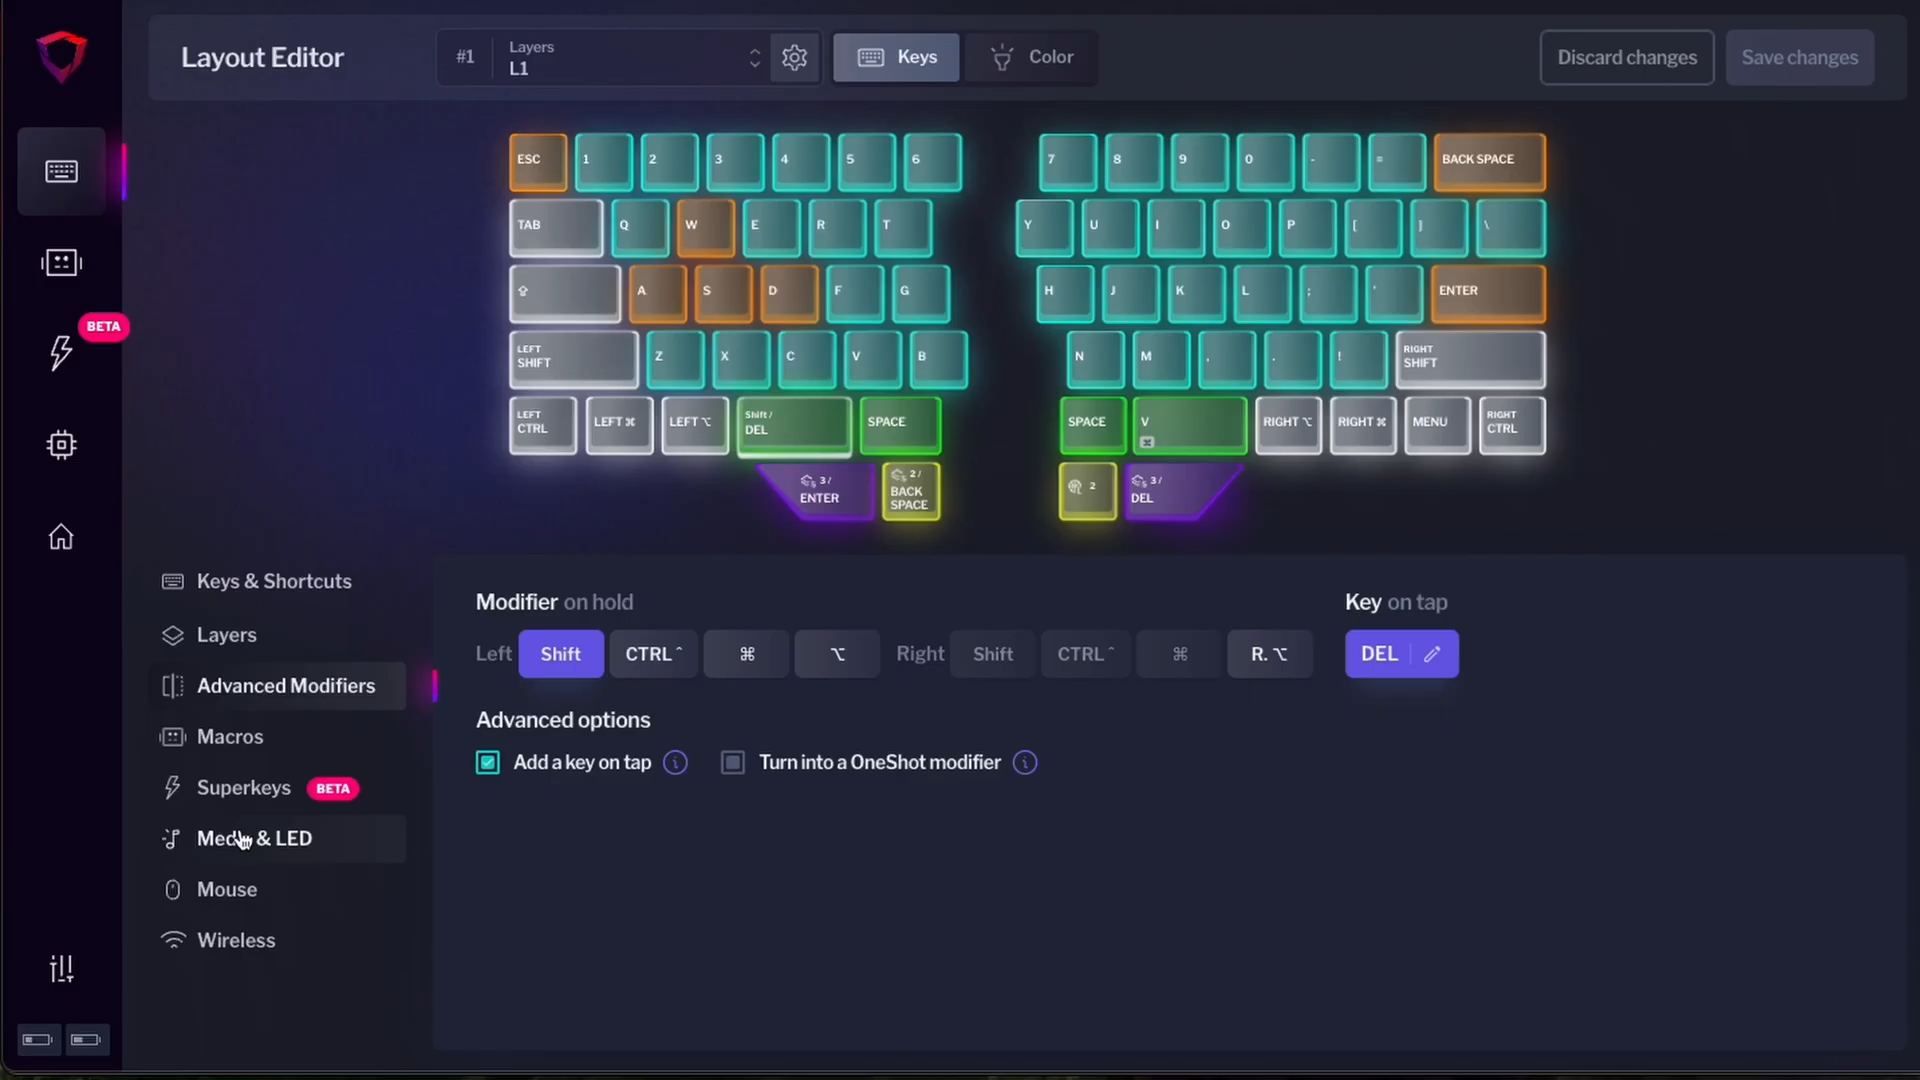 Layout Editor
#1
Layers
L1
Keys
Color
Discard changes
Save changes
ESC 1 2 3 4 5 6 7 8 9 0 - = BACK SPACE
TAB Q W E R T Y U I O P [ ] \
⇧ A S D F G H J K L ; ' ENTER
LEFT
SHIFT
Z X C V B N M , . !
RIGHT
SHIFT
LEFT
CTRL
LEFT ⌘
LEFT ⌥
Shift /
DEL
SPACE
SPACE
V
⌘
RIGHT ⌥
RIGHT ⌘
MENU
RIGHT
CTRL
3 /
ENTER
2 /
BACK
SPACE
2
3 /
DEL
BETA
Keys & Shortcuts
Layers
Advanced Modifiers
Macros
Superkeys BETA
Med & LED
Mouse
Wireless
Modifier on hold
Left Shift CTRL ⌃ ⌘ ⌥ Right Shift CTRL ⌃ ⌘ R. ⌥
Key on tap
DEL
Advanced options
Add a key on tap i
Turn into a OneShot modifier i